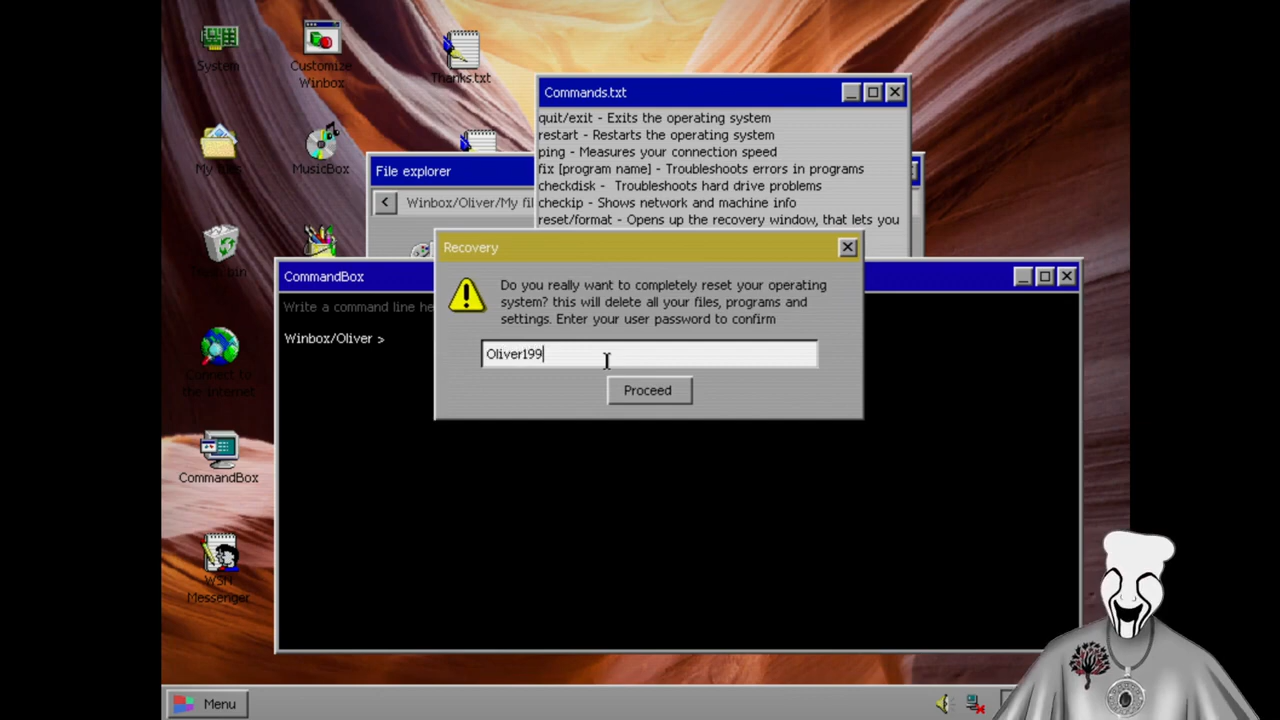 System
Customize
Winbox
Thanks.txt
Commands.txt
quit/exit - Exits the operating system
restart - Restarts the operating system
ping - Measures your connection speed
fix [program name] - Troubleshoots errors in programs
checkdisk - Troubleshoots hard drive problems
checkip - Shows network and machine info
reset/format - Opens up the recovery window, that lets you
MusicBox
File explorer
< Winbox/Oliver/My fil
Recovery
Do you really want to completely reset your operating
system? this will delete all your files, programs and
settings. Enter your user password to confirm
Oliver199
Proceed
CommandBox
Write a command line he
Winbox/Oliver >
Connect to
the internet
CommandBox
WSN
Messenger
Menu